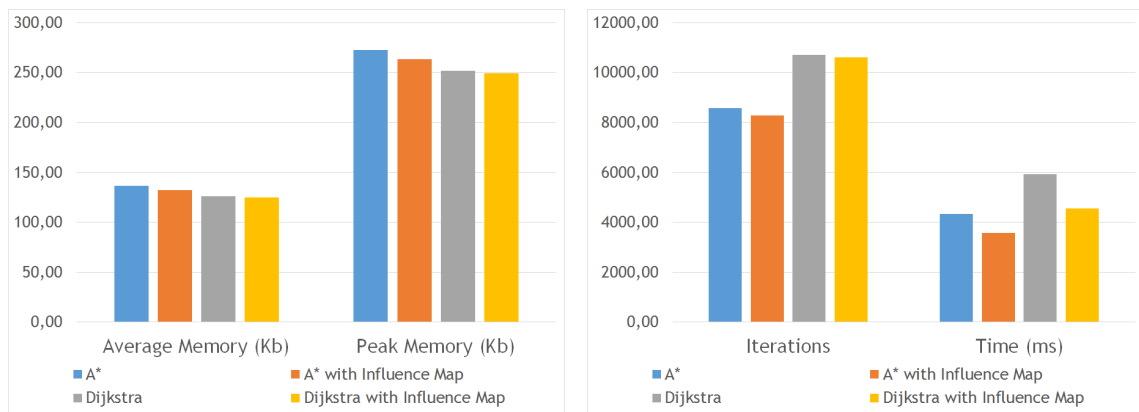 300,00
250,00
200,00
150,00
100,00
50,00
0,00
Average Memory (Kb)
Peak Memory (Kb)
A*
A* with Influence Map
Dijkstra
Dijkstra with Influence Map
12000,00
10000,00
8000,00
6000,00
4000,00
2000,00
0,00
Iterations
Time (ms)
A*
A* with Influence Map
Dijkstra
Dijkstra with Influence Map